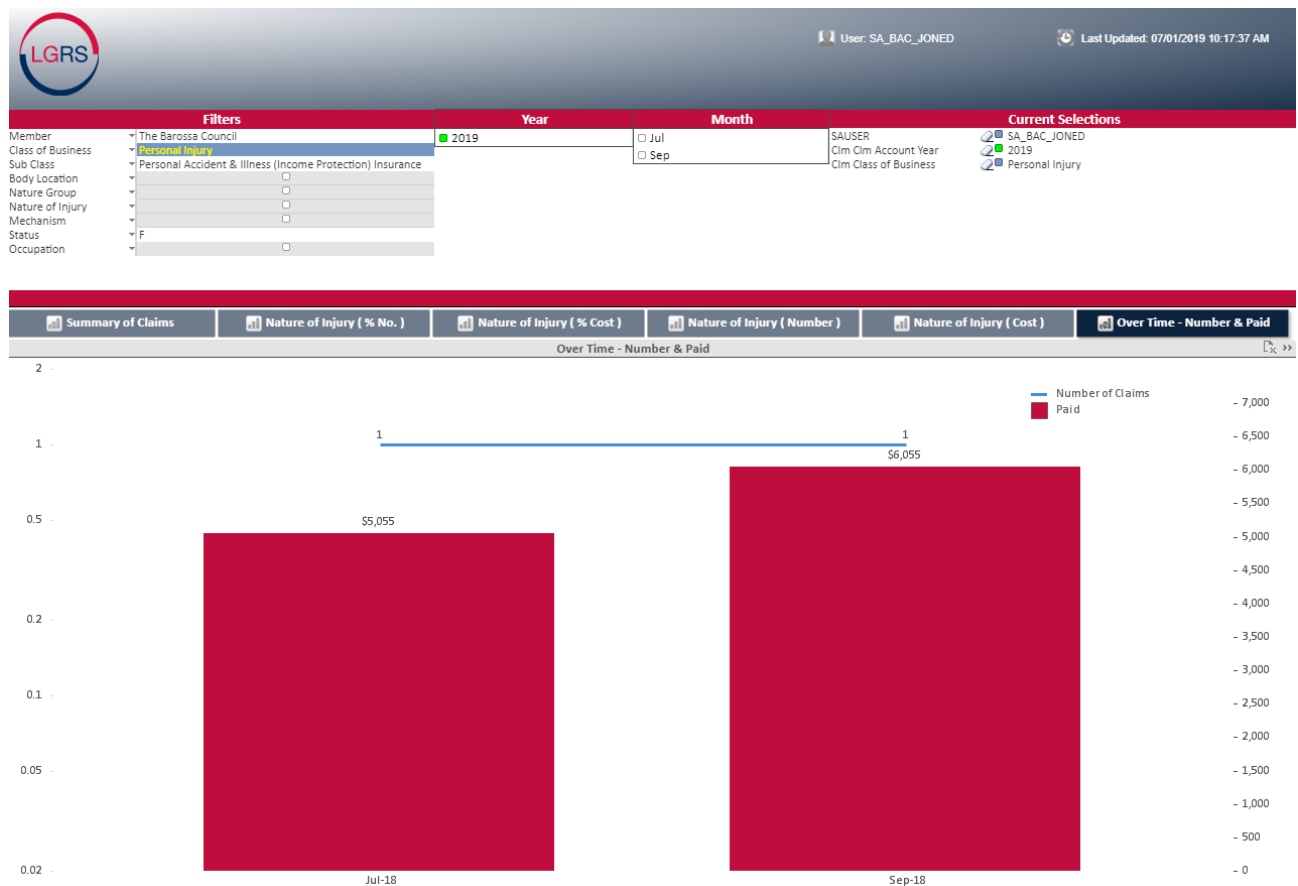 LGRS
User: SA_BAC_JONED
Last Updated: 07/01/2019 10:17:37 AM
Filters
Year
Month
Current Selections
Member
The Barossa Council
2019
Jul
SAUSER
SA_BAC_JONED
Class of Business
Personal Injury
Sep
Clm Clm Account Year
2019
Sub Class
Personal Accident & Illness (Income Protection) Insurance
Clm Class of Business
Personal Injury
Body Location
Nature Group
Nature of Injury
Mechanism
Status
F
Occupation
Summary of Claims
Nature of Injury ( % No. )
Nature of Injury ( % Cost )
Nature of Injury ( Number )
Nature of Injury ( Cost )
Over Time - Number & Paid
Over Time - Number & Paid
2
1
0.5
0.2
0.1
0.05
0.02
1
1
$5,055
$6,055
Number of Claims
Paid
7,000
6,500
6,000
5,500
5,000
4,500
4,000
3,500
3,000
2,500
2,000
1,500
1,000
500
0
Jul-18
Sep-18